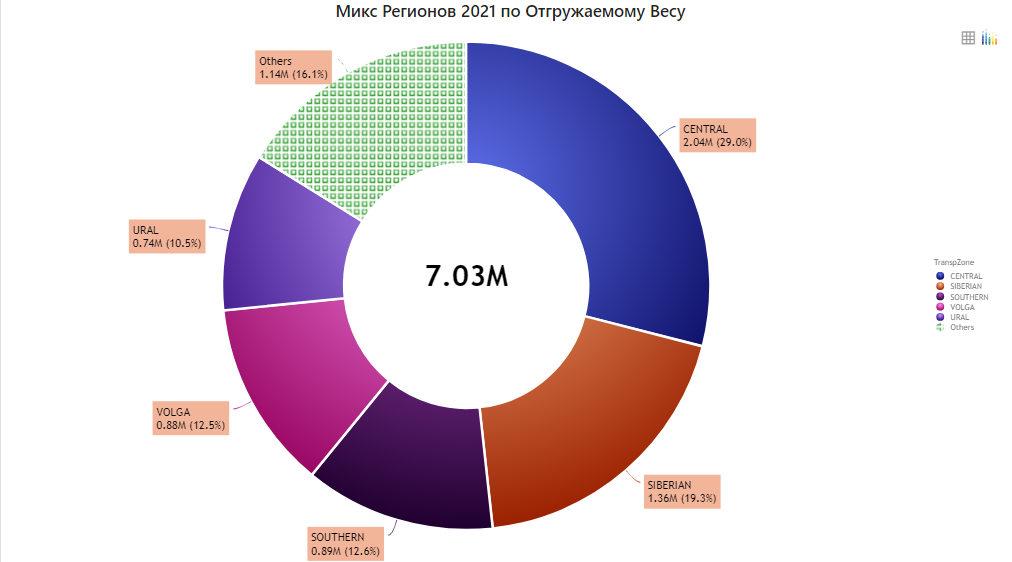 Микс Регионов 2021 по Отгружаемому Весу
Others
1.14M (16.1%)
CENTRAL
2.04M (29.0%)
URAL
0.74M (10.5%)
7.03M
TranspZone
CENTRAL
SIBERIAN
SOUTHERN
VOLGA
URAL
Others
VOLGA
0.88M (12.5%)
SIBERIAN
1.36M (19.3%)
SOUTHERN
0.89M (12.6%)